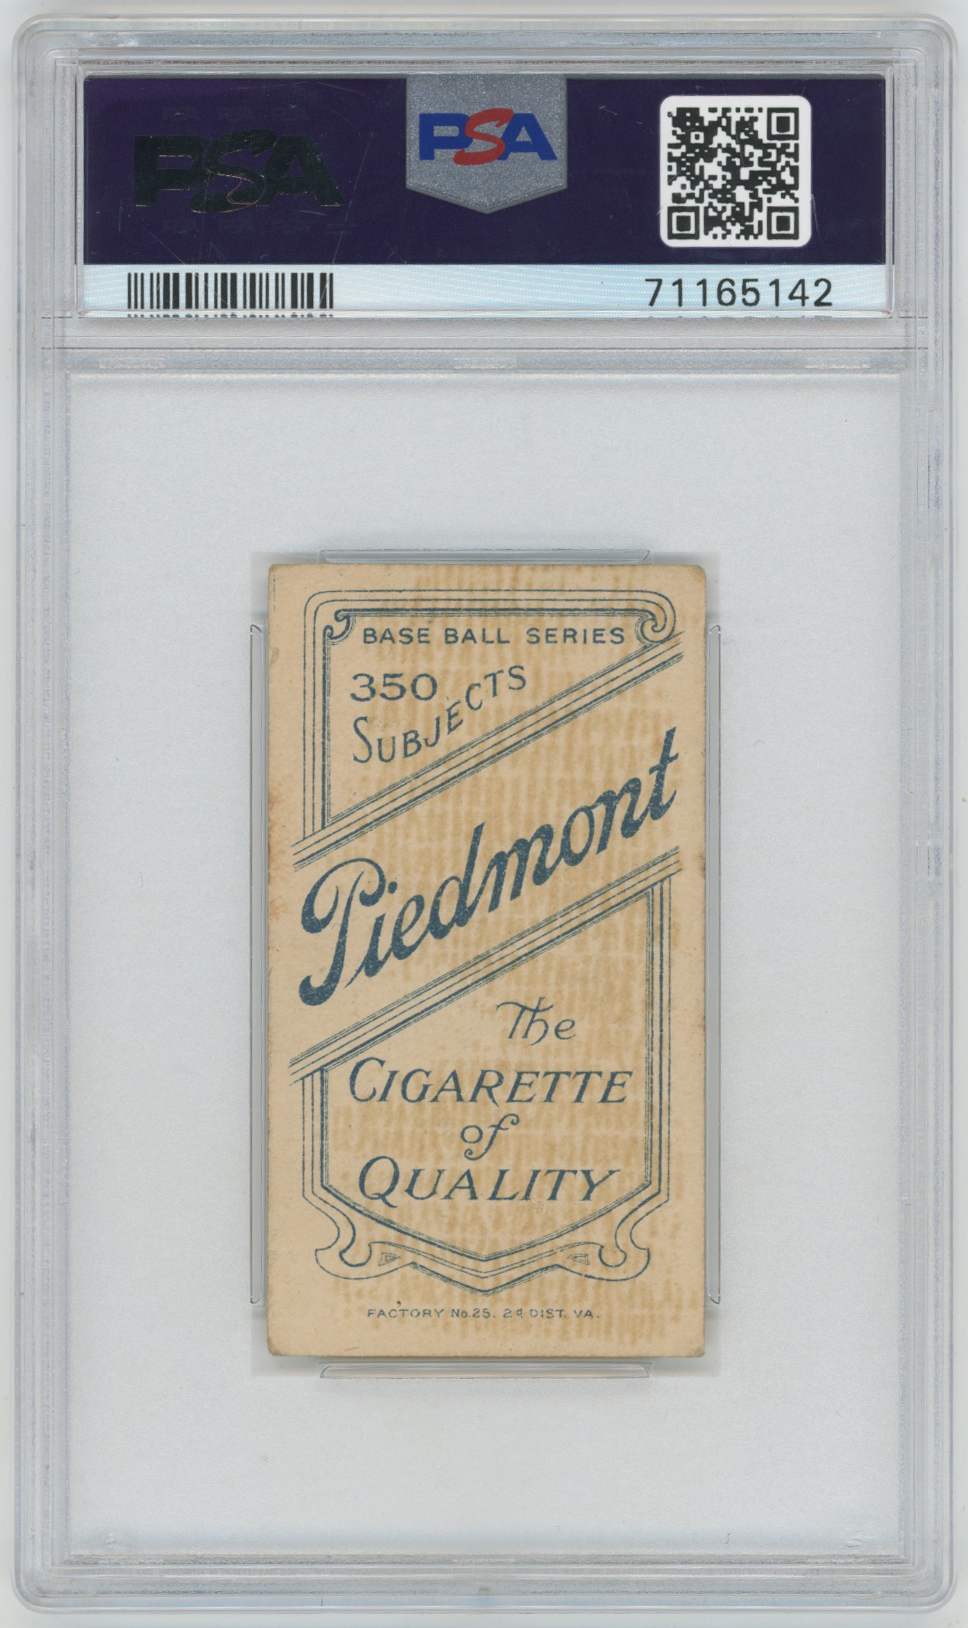 PSA
PSA
71165142
BASE BALL SERIES
350
SUBJECTS
Piedmont
The
CIGARETTE
of
QUALITY
FACTORY No.25. 2d DIST. VA.